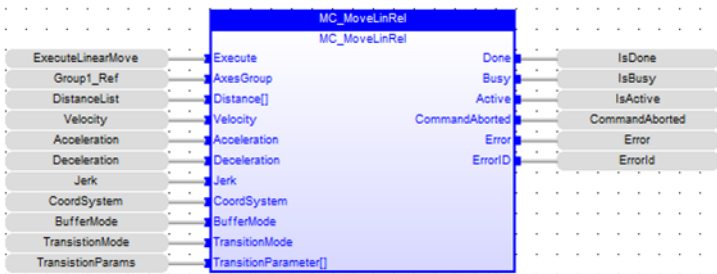 MC_MoveLinRel
MC_MoveLinRel
ExecuteLinearMove Execute Done IsDone
Group1_Ref AxesGroup Busy IsBusy
DistanceList Distance[] Active IsActive
Velocity Velocity CommandAborted CommandAborted
Acceleration Acceleration Error Error
Deceleration Deceleration ErrorID ErrorId
Jerk Jerk
CoordSystem CoordSystem
BufferMode BufferMode
TransistionMode TransitionMode
TransistionParams TransitionParameter[]